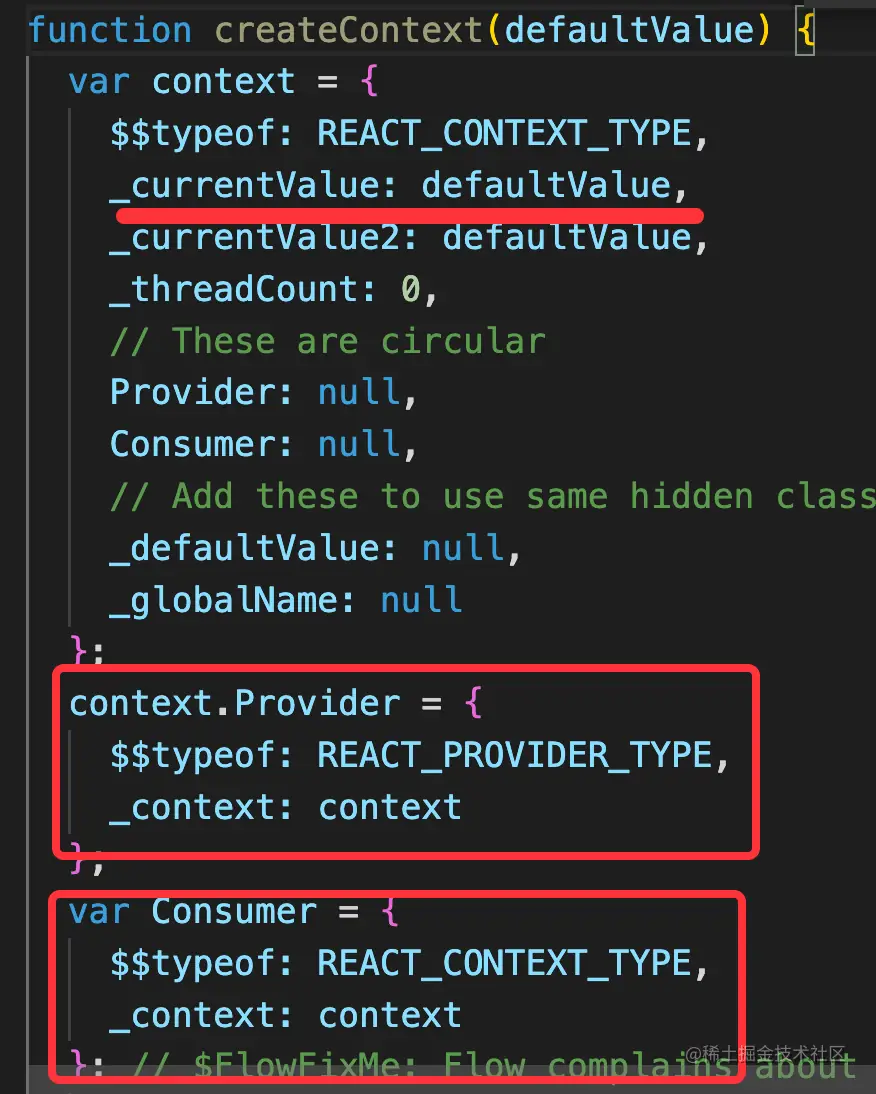 function createContext(defaultValue) {
  var context = {
    $$typeof: REACT_CONTEXT_TYPE,
    _currentValue: defaultValue,
    _currentValue2: defaultValue,
    _threadCount: 0,
    // These are circular
    Provider: null,
    Consumer: null,
    // Add these to use same hidden class
    _defaultValue: null,
    _globalName: null
  };
  context.Provider = {
    $$typeof: REACT_PROVIDER_TYPE,
    _context: context
  };
  var Consumer = {
    $$typeof: REACT_CONTEXT_TYPE,
    _context: context
  }; // $FlowFixMe: Flow complains about
@稀土掘金技术社区